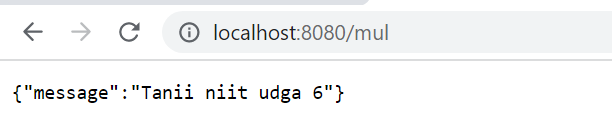 localhost:8080/mul
{"message":"Tanii niit udga 6"}